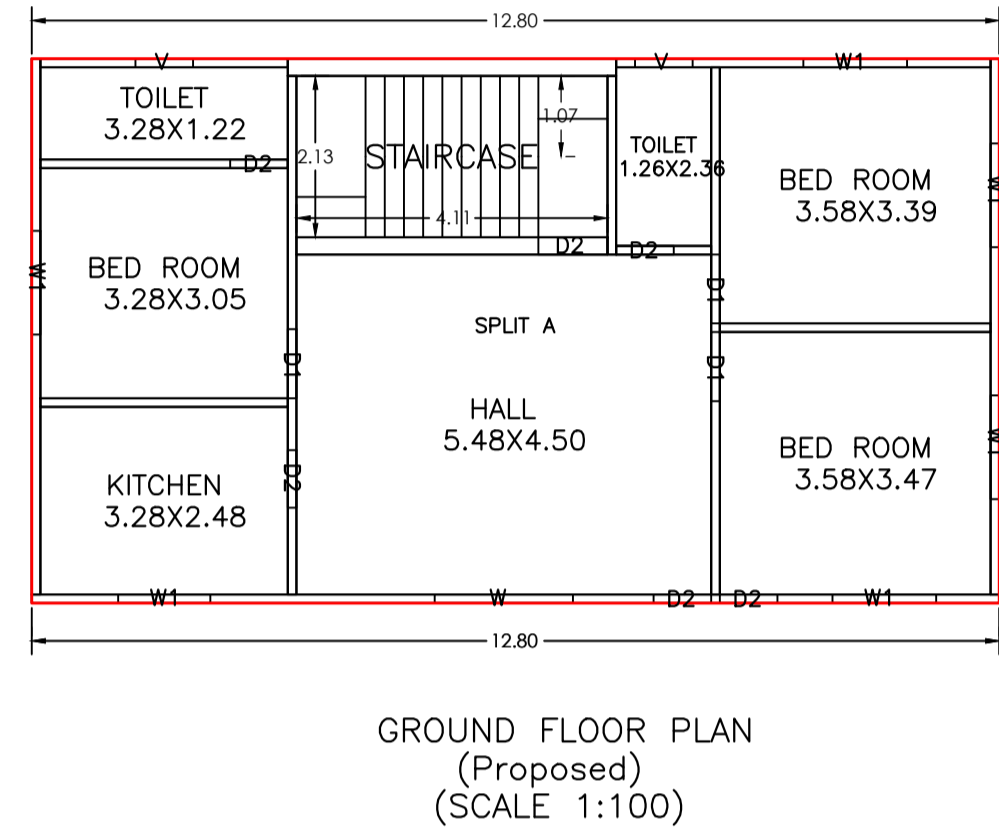 12.80
V
V
W1
TOILET
3.28X1.22
D2
2.13
STAIRCASE
1.07
4.11
D2
TOILET
1.26X2.36
D2
BED ROOM
3.58X3.39
W
BED ROOM
3.28X3.05
W1
D1
SPLIT A
HALL
5.48X4.50
D1
D1
BED ROOM
3.58X3.47
W
KITCHEN
3.28X2.48
D2
W1
W
D2
D2
W1
12.80
GROUND FLOOR PLAN
(Proposed)
(SCALE 1:100)